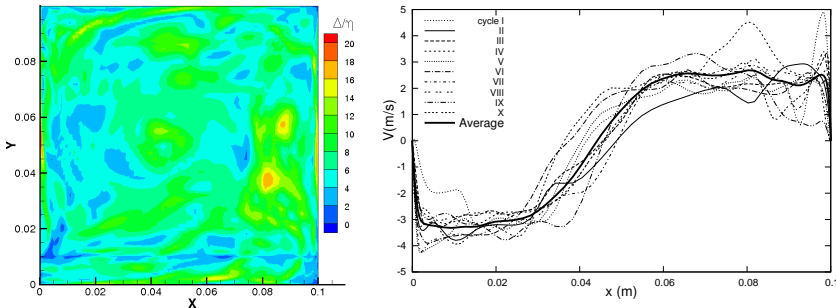 Δ/η
20
18
16
14
12
10
8
6
4
2
0
0.08
0.06
0.04
0.02
0
Y
0
0.02
0.04
0.06
0.08
0.1
X
5
4
3
2
1
0
-1
-2
-3
-4
-5
V(m/s)
cycle I
II
III
IV
V
VI
VII
VIII
IX
X
Average
0
0.02
0.04
0.06
0.08
0.
x (m)